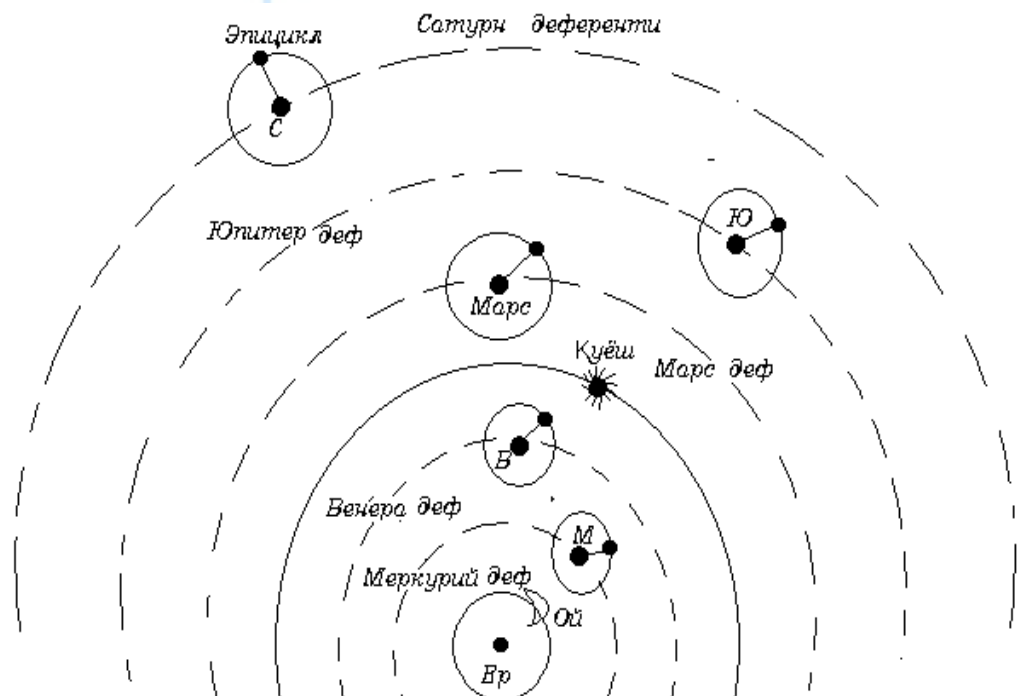 Сатурн деференти
Эпицикл
С
Ю
Юпитер деф
Марс
Куёш
Марс деф
В
Венера деф
М
Меркурий деф
Ой
Ер